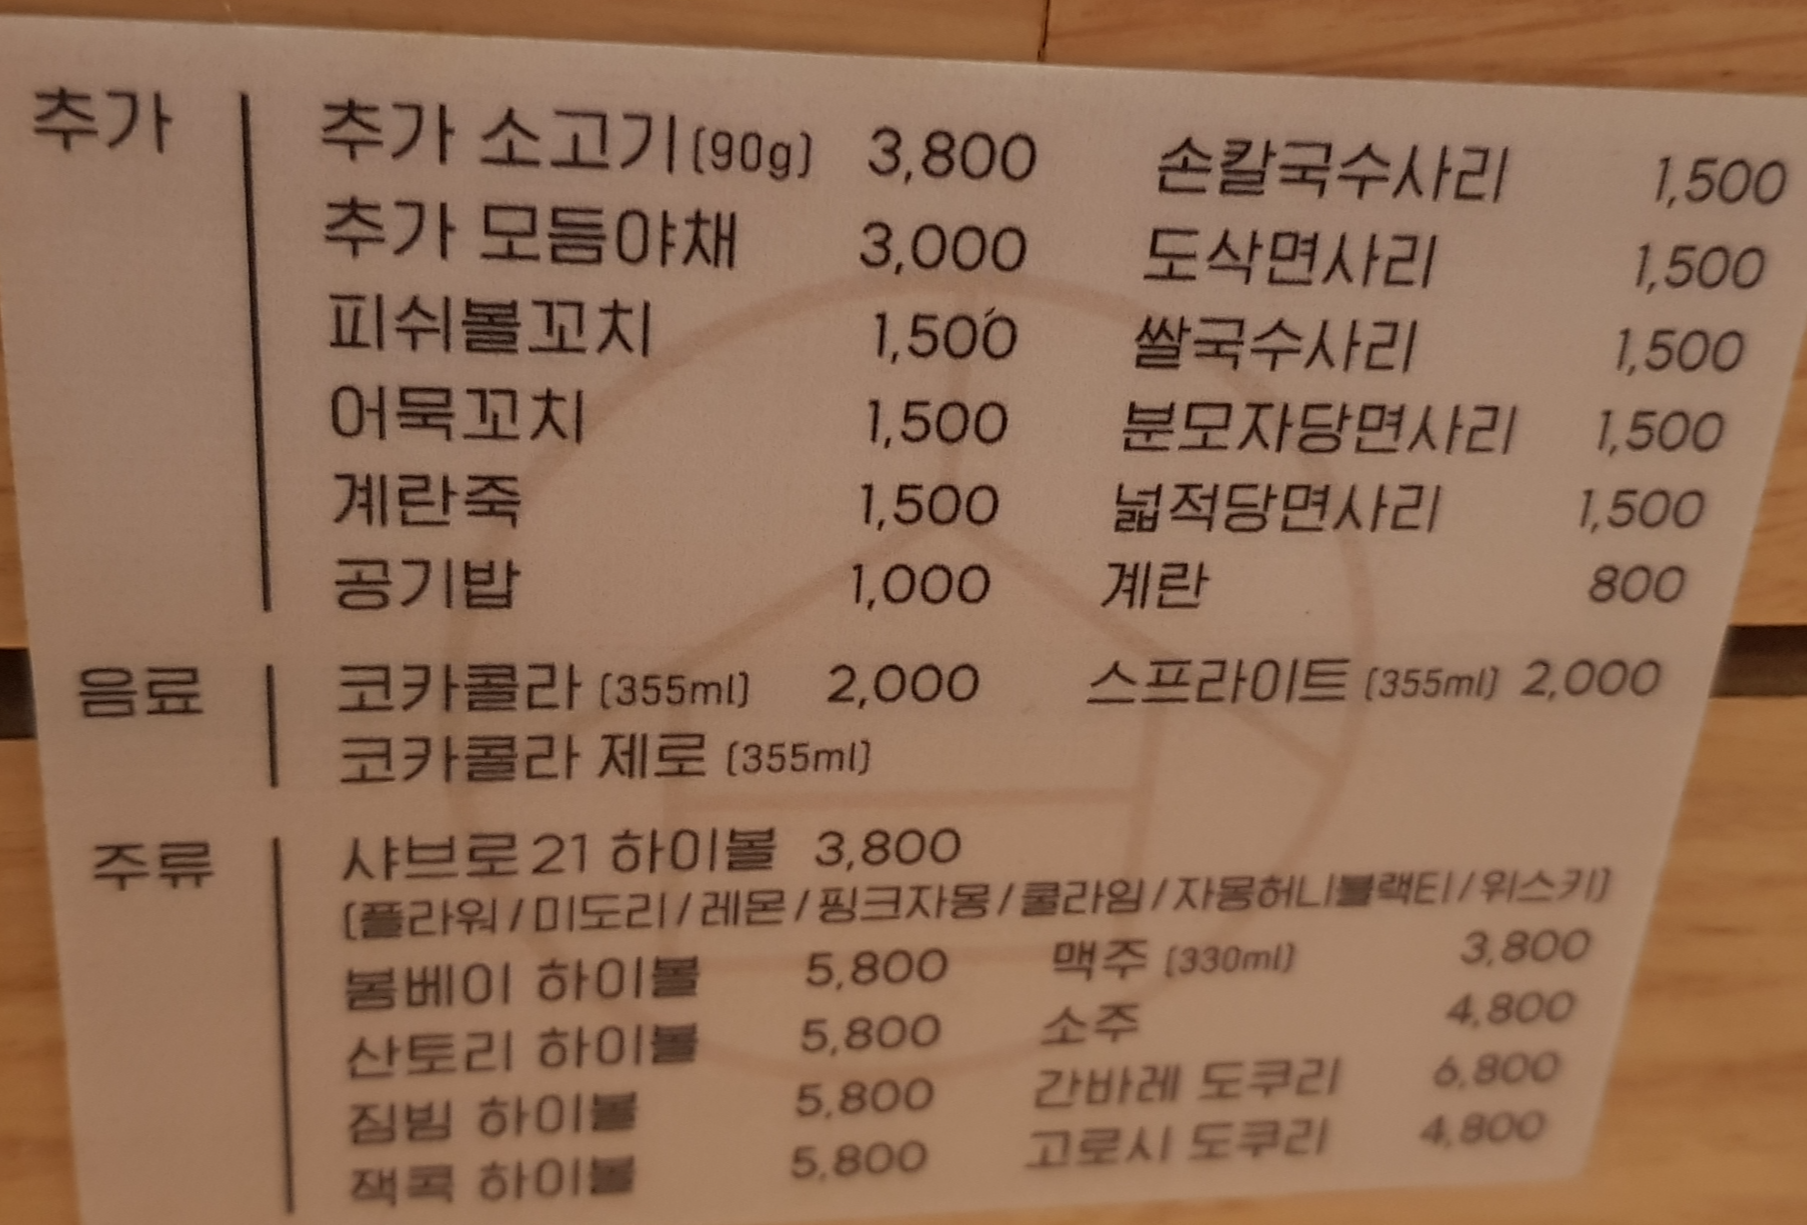 추가
추가 소고기 (90g) 3,800 손칼국수사리 1,500
추가 모듬야채 3,000 도삭면사리 1,500
피쉬볼꼬치 1,500 쌀국수사리 1,500
어묵꼬치 1,500 분모자당면사리 1,500
계란죽 1,500 넓적당면사리 1,500
공기밥 1,000 계란 800
음료
코카콜라 (355ml) 2,000 스프라이트 (355ml) 2,000
코카콜라 제로 (355ml)
주류
샤브로21 하이볼 3,800
(플라워/미도리/레몬/핑크자몽/쿨라임/자몽허니블랙티/위스키)
봄베이 하이볼 5,800 맥주 (330ml) 3,800
산토리 하이볼 5,800 소주 4,800
짐빔 하이볼 5,800 간바레 도쿠리 6,800
잭콕 하이볼 5,800 고로시 도쿠리 4,800